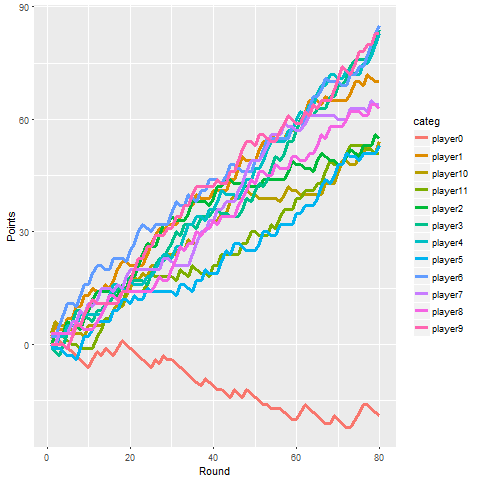 90
60
30
0
Points
0
20
40
60
80
Round
categ
player0
player1
player10
player11
player2
player3
player4
player5
player6
player7
player8
player9